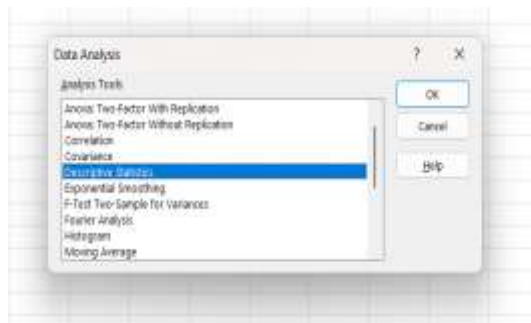 Data Analysis
? X
Analysis Tools
Anova: Two-Factor With Replication
Anova: Two-Factor Without Replication
Correlation
Covariance
Descriptive Statistics
Exponential Smoothing
F-Test Two-Sample for Variances
Fourier Analysis
Histogram
Moving Average
OK
Cancel
Help